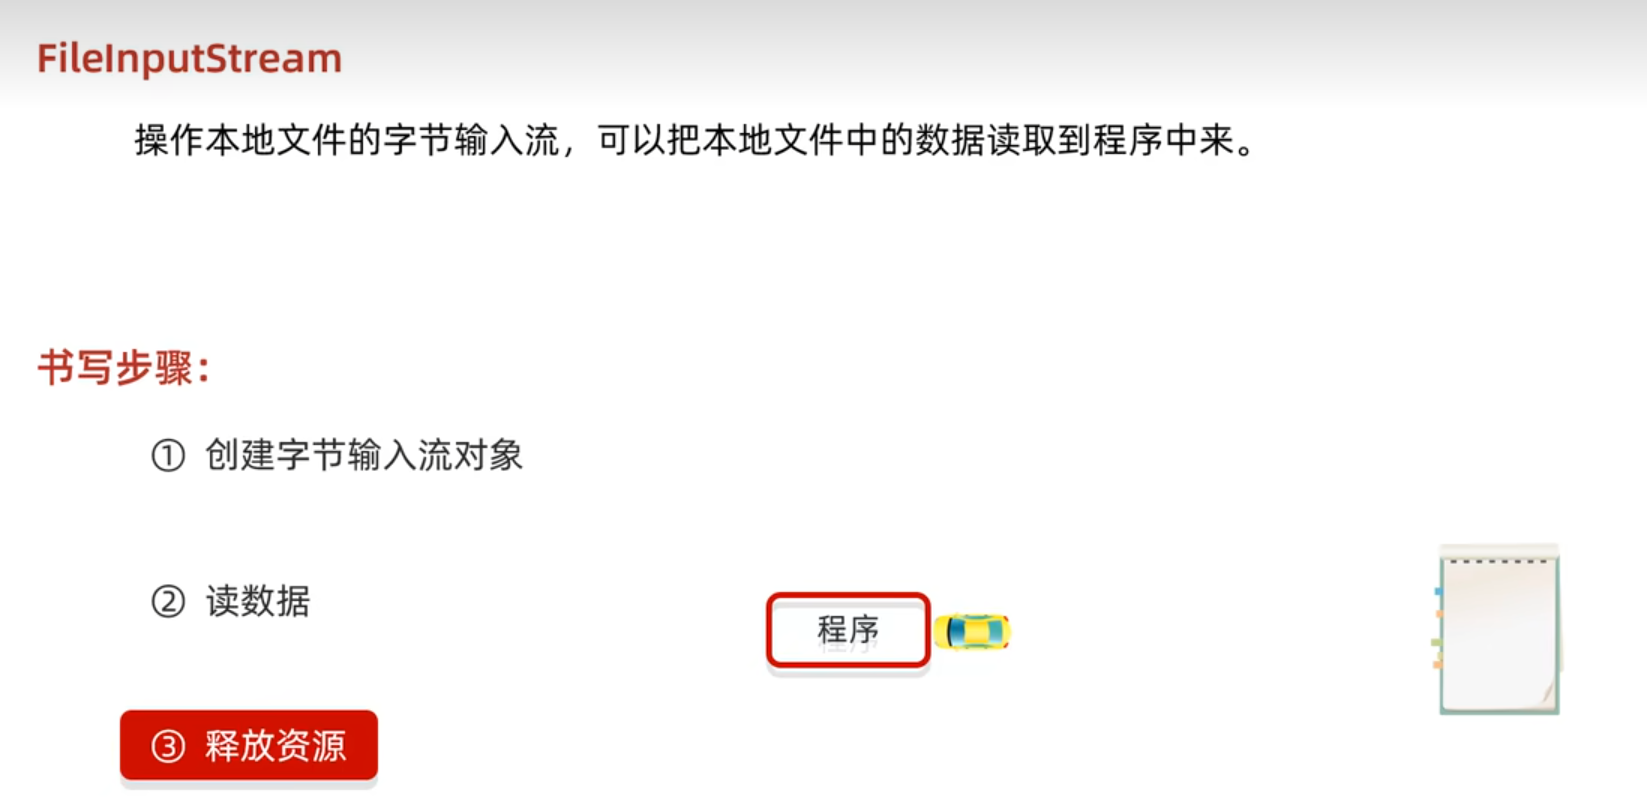 FileInputStream
操作本地文件的字节输入流，可以把本地文件中的数据读取到程序中来。
书写步骤：
① 创建字节输入流对象
② 读数据
程序
③ 释放资源